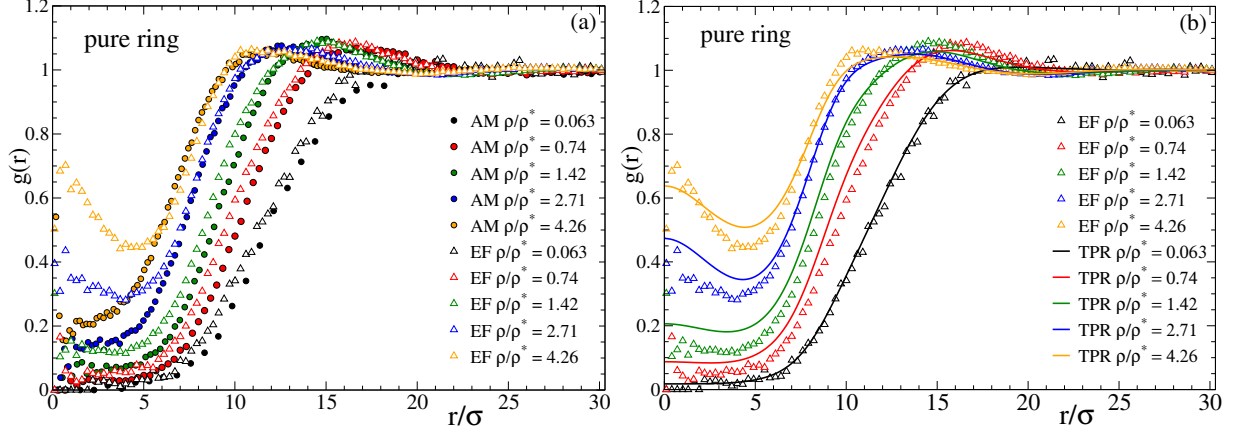 (a)
pure ring
g(r)
1.2
1
0.8
0.6
0.4
0.2
0
AM ρ/ρ* = 0.063
AM ρ/ρ* = 0.74
AM ρ/ρ* = 1.42
AM ρ/ρ* = 2.71
AM ρ/ρ* = 4.26
EF ρ/ρ* = 0.063
EF ρ/ρ* = 0.74
EF ρ/ρ* = 1.42
EF ρ/ρ* = 2.71
EF ρ/ρ* = 4.26
0 5 10 15 20 25 30
r/σ
(b)
pure ring
1.2
1
0.8
0.6
0.4
0.2
0
EF ρ/ρ* = 0.063
EF ρ/ρ* = 0.74
EF ρ/ρ* = 1.42
EF ρ/ρ* = 2.71
EF ρ/ρ* = 4.26
TPR ρ/ρ* = 0.063
TPR ρ/ρ* = 0.74
TPR ρ/ρ* = 1.42
TPR ρ/ρ* = 2.71
TPR ρ/ρ* = 4.26
0 5 10 15 20 25 30
r/σ